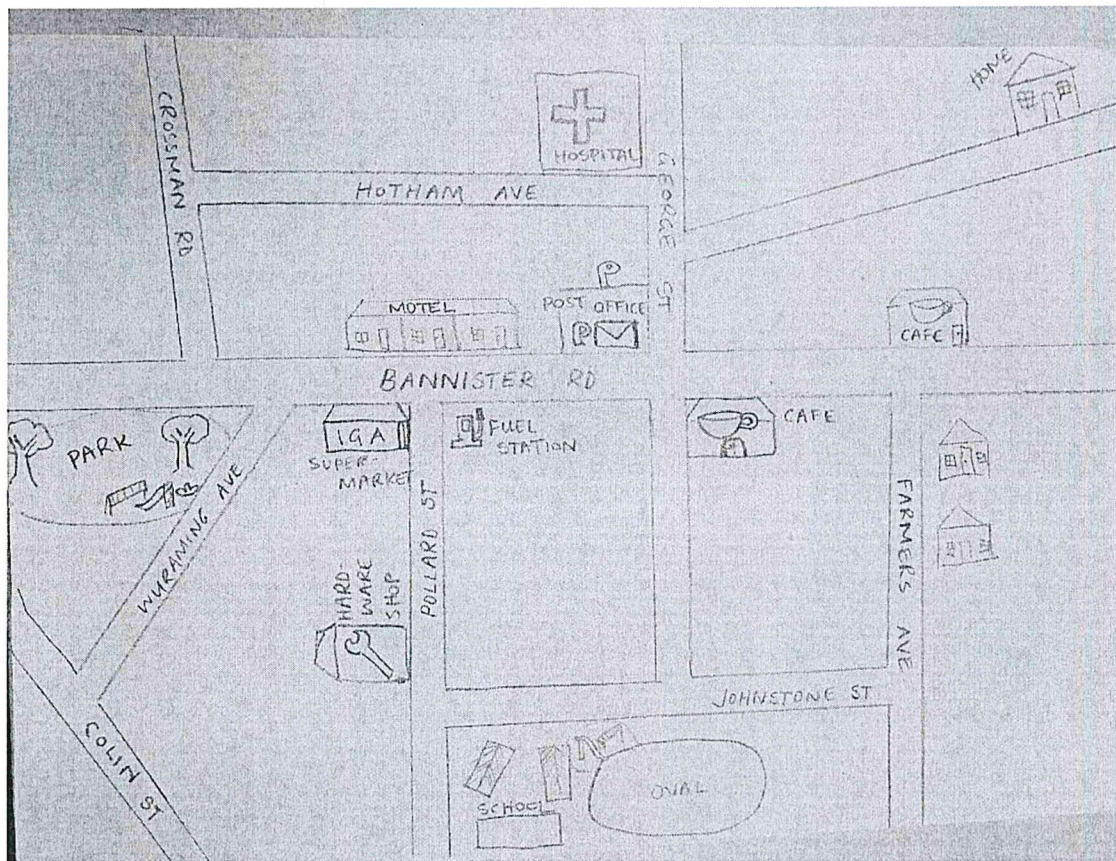 CROSSMAN RD
HOSPITAL
HOME
HOTHAM AVE
GEORGE ST
MOTEL
P
POST OFFICE
P
CAFE
BANNISTER RD
PARK
IGA
SUPER-
MARKET
FUEL
STATION
CAFE
WURAMING AVE
POLLARD ST
HARD-
WARE
SHOP
FARMERS AVE
JOHNSTONE ST
COLIN ST
SCHOOL
OVAL